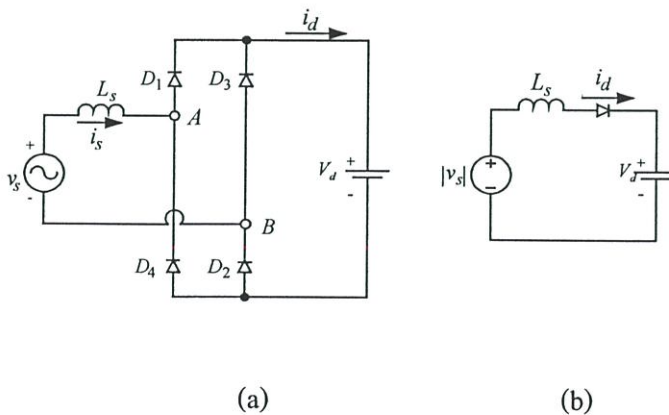 i_d
D_1
D_3
L_s
i_s
A
+
v_s
-
V_d
+
-
B
D_4
D_2
(a)
L_s
i_d
|v_s|
+
-
V_d
+
-
(b)